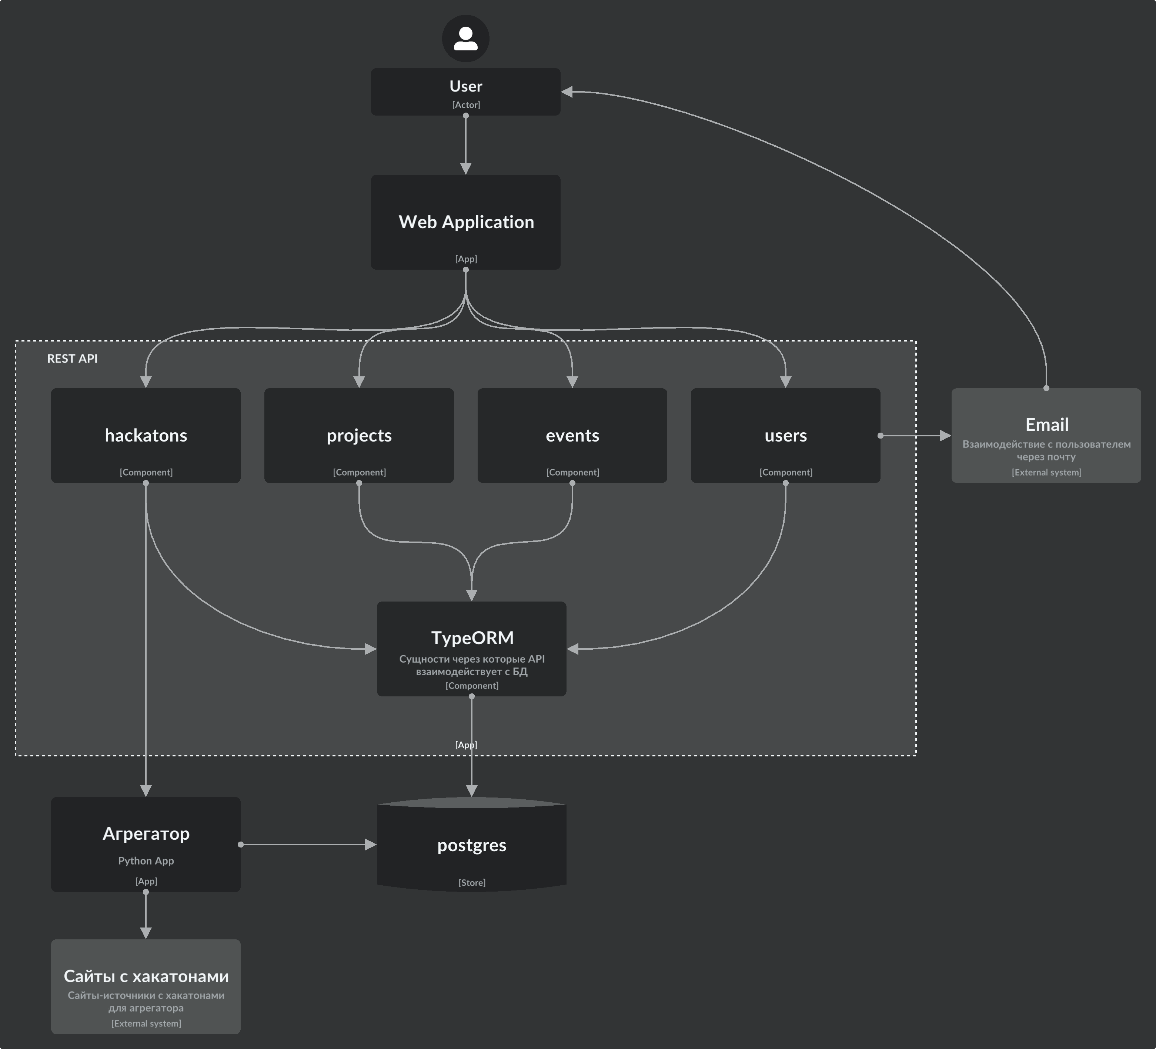 User
[Actor]
Web Application
[App]
REST API
hackatons
[Component]
projects
[Component]
events
[Component]
users
[Component]
Email
Взаимодействие с пользователем
через почту
[External system]
TypeORM
Сущности через которые API
взаимодействует с БД
[Component]
[App]
Агрегатор
Python App
[App]
postgres
[Store]
Сайты с хакатонами
Сайты-источники с хакатонами
для агрегатора
[External system]